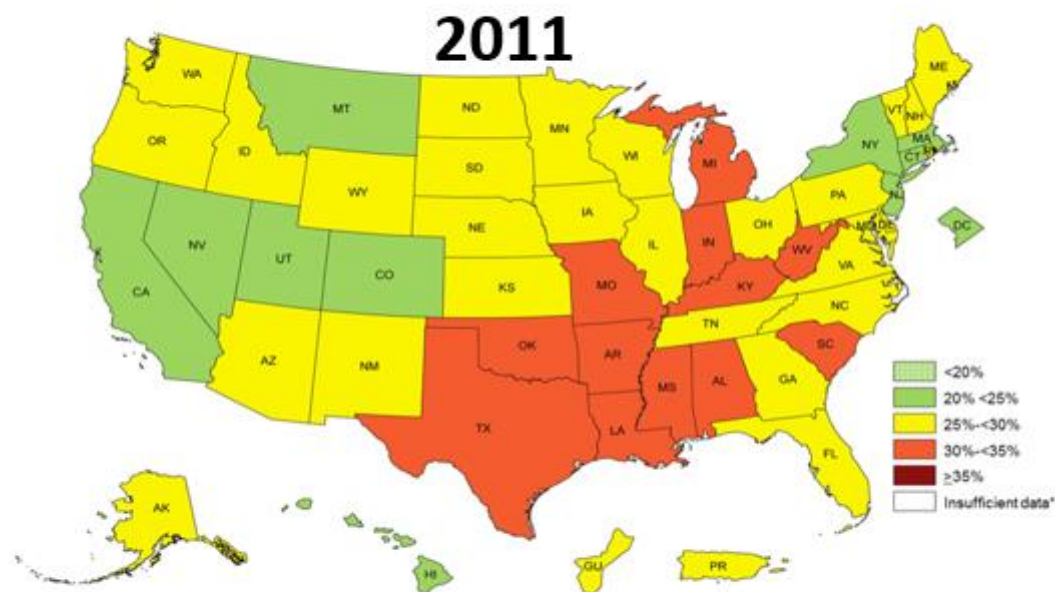 2011
WA
MT
ND
MN
ME
VT
NH
OR
ID
WY
SD
WI
MI
NY
MA
CT
NE
IA
PA
NJ
NV
UT
CO
KS
IL
IN
OH
WV
MD
DE
DC
CA
MO
KY
VA
AZ
NM
OK
AR
TN
NC
SC
TX
LA
MS
AL
GA
FL
AK
HI
GU
PR
<20%
20% <25%
25%-<30%
30%-<35%
≥35%
Insufficient data*